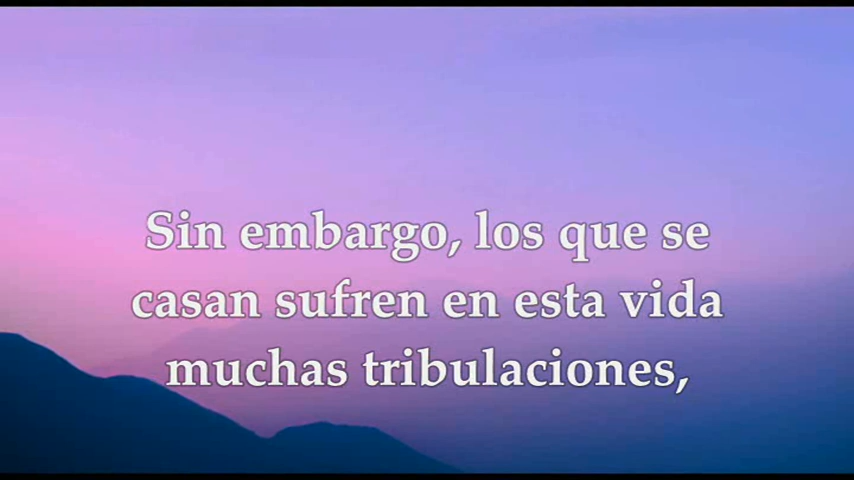 Sin embargo, los que se
casan sufren en esta vida
muchas tribulaciones,